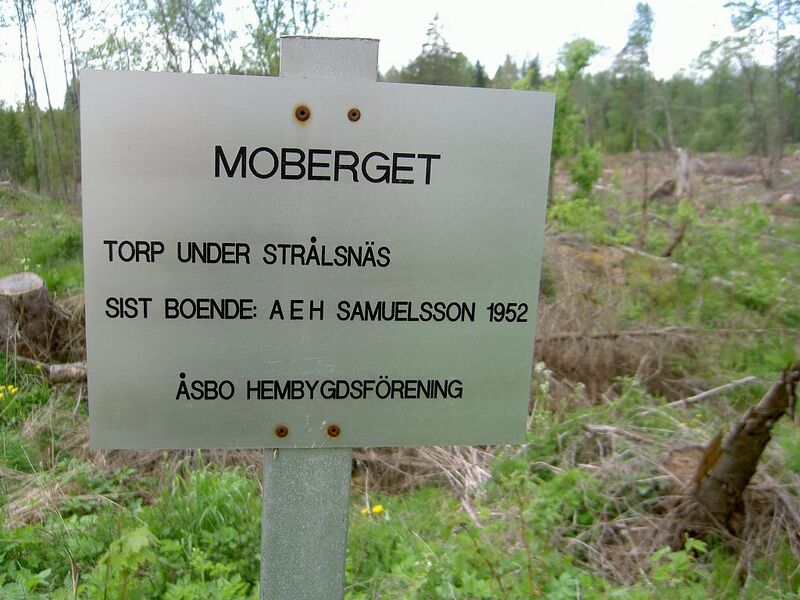 MOBERGET
TORP UNDER STRÅLSNÄS
SIST BOENDE: A E H SAMUELSSON 1952
ÅSBO HEMBYGDSFÖRENING